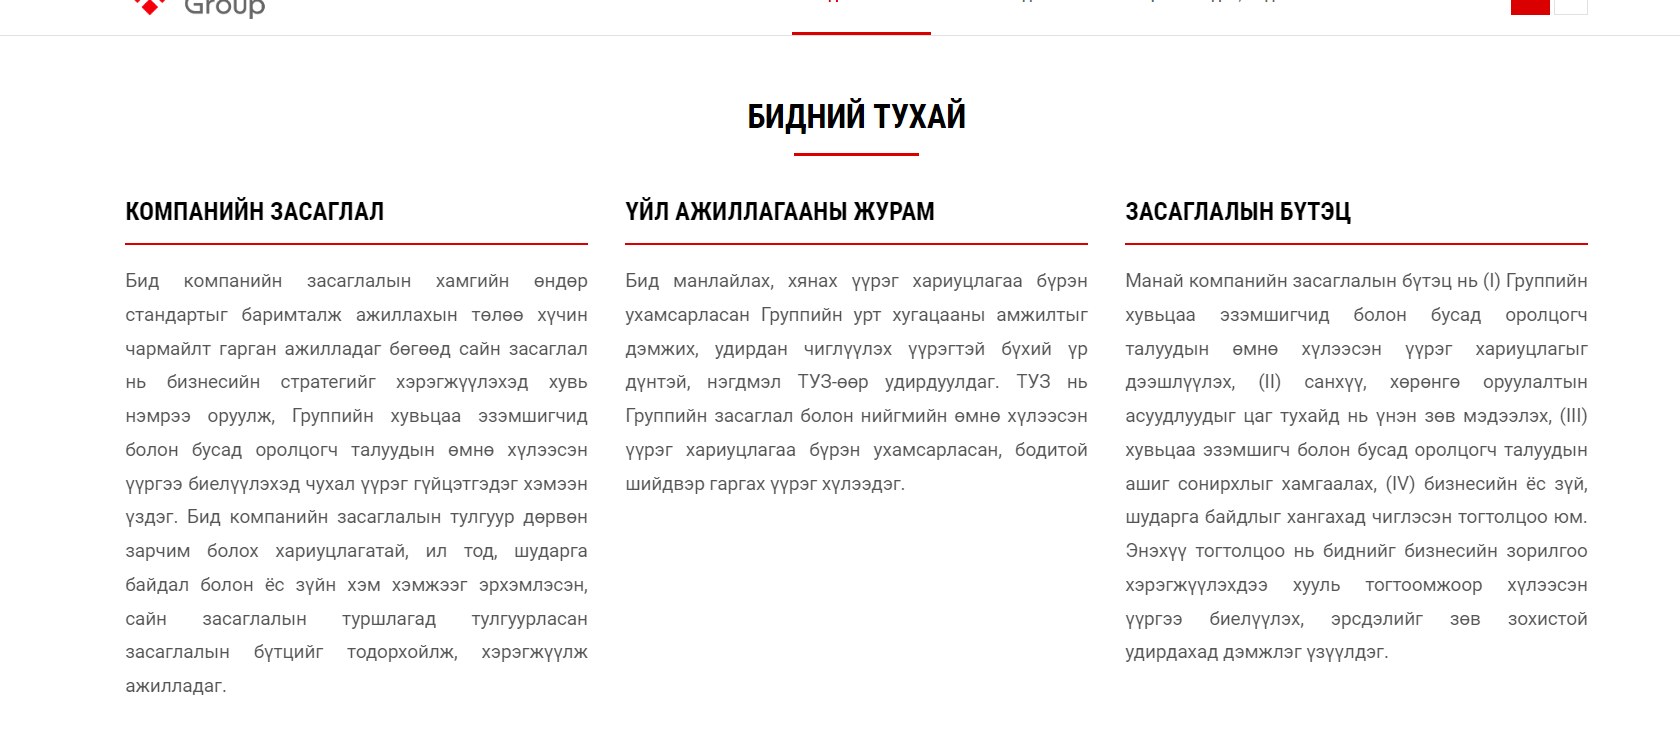 Group
БИДНИЙ ТУХАЙ
КОМПАНИЙН ЗАСАГЛАЛ
Бид компанийн засаглалын хамгийн өндөр
стандартыг баримталж ажиллахын төлөө хүчин
чармайлт гарган ажилладаг бөгөөд сайн засаглал
нь бизнесийн стратегийг хэрэгжүүлэхэд хувь
нэмрээ оруулж, Группийн хувьцаа эзэмшигчид
болон бусад оролцогч талуудын өмнө хүлээсэн
үүргээ биелүүлэхэд чухал үүрэг гүйцэтгэдэг хэмээн
үздэг. Бид компанийн засаглалын тулгуур дөрвөн
зарчим болох хариуцлагатай, ил тод, шударга
байдал болон ёс зүйн хэм хэмжээг эрхэмлэсэн,
сайн засаглалын туршлагад тулгуурласан
засаглалын бүтцийг тодорхойлж, хэрэгжүүлж
ажилладаг.
ҮЙЛ АЖИЛЛАГААНЫ ЖУРАМ
Бид манлайлах, хянах үүрэг хариуцлагаа бүрэн
ухамсарласан Группийн урт хугацааны амжилтыг
дэмжих, удирдан чиглүүлэх үүрэгтэй бүхий үр
дүнтэй, нэгдмэл ТУЗ-өөр удирдуулдаг. ТУЗ нь
Группийн засаглал болон нийгмийн өмнө хүлээсэн
үүрэг хариуцлагаа бүрэн ухамсарласан, бодитой
шийдвэр гаргах үүрэг хүлээдэг.
ЗАСАГЛАЛЫН БҮТЭЦ
Манай компанийн засаглалын бүтэц нь (I) Группийн
хувьцаа эзэмшигчид болон бусад оролцогч
талуудын өмнө хүлээсэн үүрэг хариуцлагыг
дээшлүүлэх, (II) санхүү, хөрөнгө оруулалтын
асуудлуудыг цаг тухайд нь үнэн зөв мэдээлэх, (III)
хувьцаа эзэмшигч болон бусад оролцогч талуудын
ашиг сонирхлыг хамгаалах, (IV) бизнесийн ёс зүй,
шударга байдлыг хангахад чиглэсэн тогтолцоо юм.
Энэхүү тогтолцоо нь биднийг бизнесийн зорилгоо
хэрэгжүүлэхдээ хууль тогтоомжоор хүлээсэн
үүргээ биелүүлэх, эрсдэлийг зөв зохистой
удирдахад дэмжлэг үзүүлдэг.